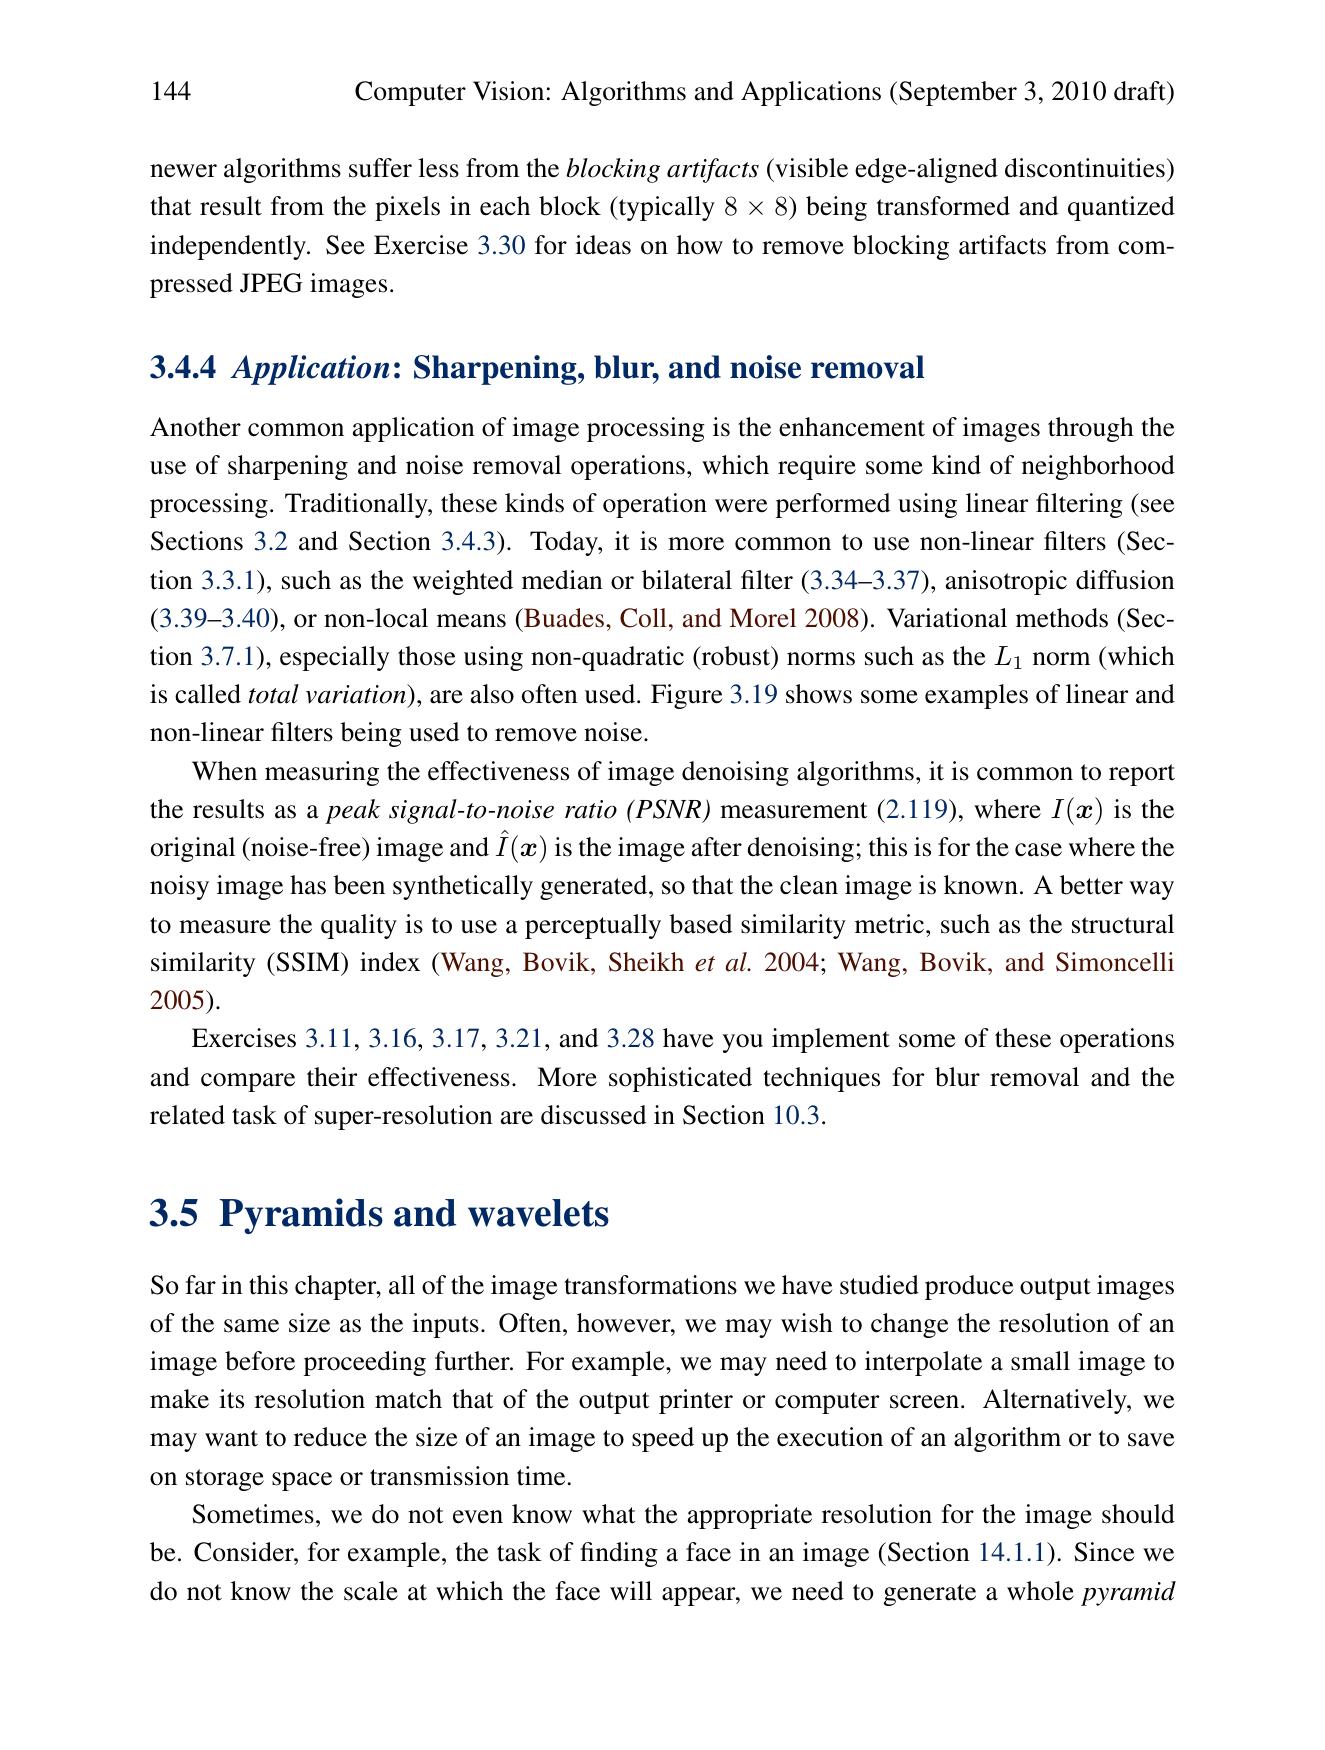 144 Computer Vision: Algorithms and Applications (September 3, 2010 draft)
newer algorithms suffer less from the blocking artifacts (visible edge-aligned discontinuities)
that result from the pixels in each block (typically 8 × 8) being transformed and quantized
independently. See Exercise 3.30 for ideas on how to remove blocking artifacts from com-
pressed JPEG images.
3.4.4 Application: Sharpening, blur, and noise removal
Another common application of image processing is the enhancement of images through the
use of sharpening and noise removal operations, which require some kind of neighborhood
processing. Traditionally, these kinds of operation were performed using linear filtering (see
Sections 3.2 and Section 3.4.3). Today, it is more common to use non-linear filters (Sec-
tion 3.3.1), such as the weighted median or bilateral filter (3.34–3.37), anisotropic diffusion
(3.39–3.40), or non-local means (Buades, Coll, and Morel 2008). Variational methods (Sec-
tion 3.7.1), especially those using non-quadratic (robust) norms such as the L₁ norm (which
is called total variation), are also often used. Figure 3.19 shows some examples of linear and
non-linear filters being used to remove noise.
When measuring the effectiveness of image denoising algorithms, it is common to report
the results as a peak signal-to-noise ratio (PSNR) measurement (2.119), where I(x) is the
original (noise-free) image and Î(x) is the image after denoising; this is for the case where the
noisy image has been synthetically generated, so that the clean image is known. A better way
to measure the quality is to use a perceptually based similarity metric, such as the structural
similarity (SSIM) index (Wang, Bovik, Sheikh et al. 2004; Wang, Bovik, and Simoncelli
2005).
Exercises 3.11, 3.16, 3.17, 3.21, and 3.28 have you implement some of these operations
and compare their effectiveness. More sophisticated techniques for blur removal and the
related task of super-resolution are discussed in Section 10.3.
3.5 Pyramids and wavelets
So far in this chapter, all of the image transformations we have studied produce output images
of the same size as the inputs. Often, however, we may wish to change the resolution of an
image before proceeding further. For example, we may need to interpolate a small image to
make its resolution match that of the output printer or computer screen. Alternatively, we
may want to reduce the size of an image to speed up the execution of an algorithm or to save
on storage space or transmission time.
Sometimes, we do not even know what the appropriate resolution for the image should
be. Consider, for example, the task of finding a face in an image (Section 14.1.1). Since we
do not know the scale at which the face will appear, we need to generate a whole pyramid